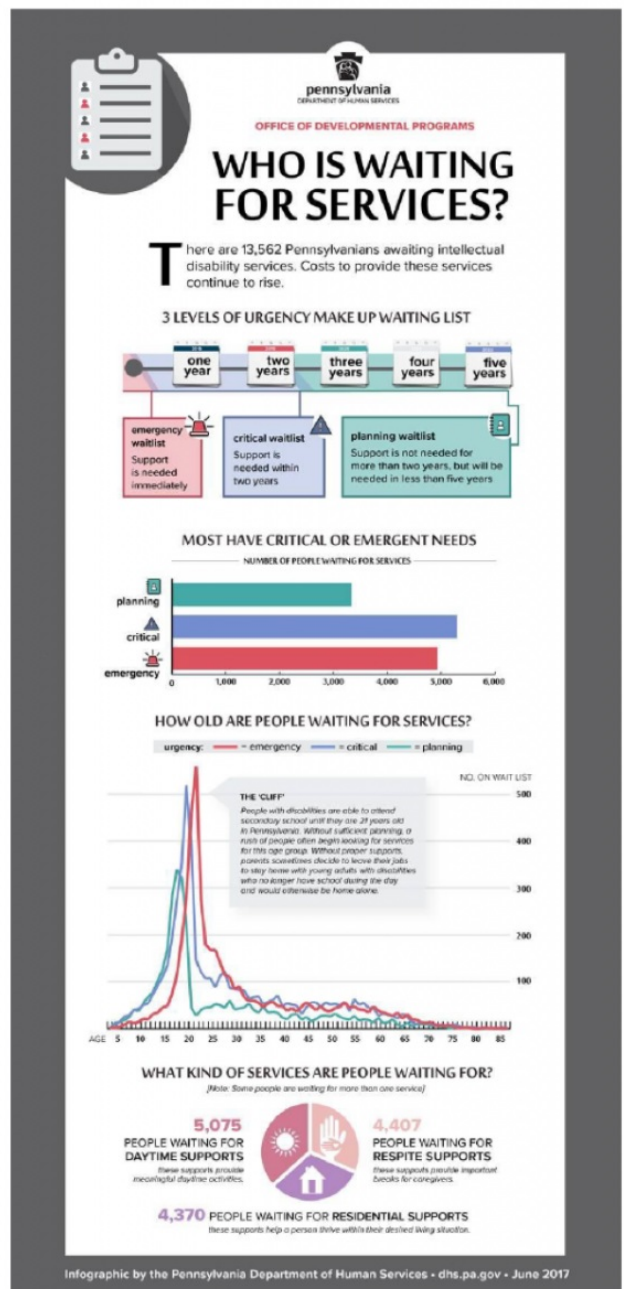 pennsylvania
DEPARTMENT OF HUMAN SERVICES
OFFICE OF DEVELOPMENTAL PROGRAMS
WHO IS WAITING
FOR SERVICES?
There are 13,562 Pennsylvanians awaiting intellectual
disability services. Costs to provide these services
continue to rise.
3 LEVELS OF URGENCY MAKE UP WAITING LIST
one year
two years
three years
four years
five years
emergency
waitlist
Support
is needed
immediately
critical waitlist
Support is
needed within
two years
planning waitlist
Support is not needed for
more than two years, but will be
needed in less than five years
MOST HAVE CRITICAL OR EMERGENT NEEDS
NUMBER OF PEOPLE WAITING FOR SERVICES
planning
critical
emergency
0 1,000 2,000 3,000 4,000 5,000 6,000
HOW OLD ARE PEOPLE WAITING FOR SERVICES?
urgency: = emergency = critical = planning
NO. ON WAIT LIST
500
400
300
200
100
THE 'CLIFF'
People with disabilities are able to attend
secondary school until they are 21 years old
in Pennsylvania. Without sufficient planning, a
rush of people often begin looking for services
for this age group. Without proper supports,
parents sometimes decide to leave their jobs
to stay home with young adults with disabilities
who no longer have school during the day
and would otherwise be home alone.
AGE 5 10 15 20 25 30 35 40 45 50 55 60 65 70 75 80 85
WHAT KIND OF SERVICES ARE PEOPLE WAITING FOR?
[Note: Some people are waiting for more than one service]
5,075
PEOPLE WAITING FOR
DAYTIME SUPPORTS
these supports provide
meaningful daytime activities.
4,407
PEOPLE WAITING FOR
RESPITE SUPPORTS
these supports provide important
breaks for caregivers.
4,370 PEOPLE WAITING FOR RESIDENTIAL SUPPORTS
these supports help a person thrive within their desired living situation.
Infographic by the Pennsylvania Department of Human Services • dhs.pa.gov • June 2017